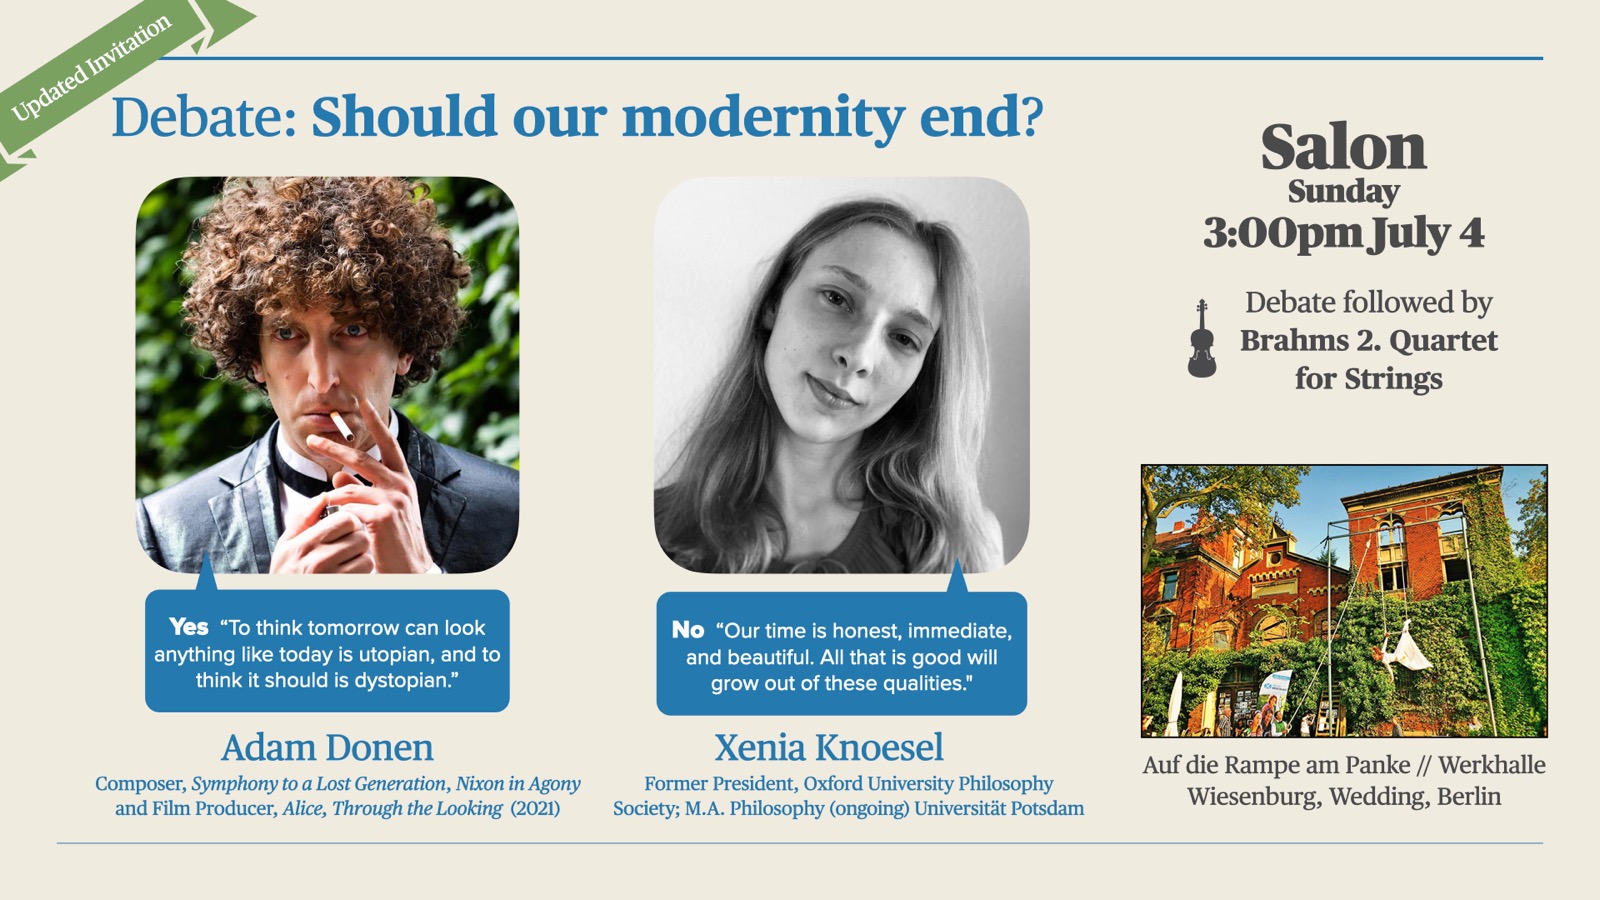 Updated Invitation
Debate: Should our modernity end?
Yes “To think tomorrow can look
anything like today is utopian, and to
think it should is dystopian.”
Adam Donen
Composer, Symphony to a Lost Generation, Nixon in Agony
and Film Producer, Alice, Through the Looking (2021)
No “Our time is honest, immediate,
and beautiful. All that is good will
grow out of these qualities."
Xenia Knoesel
Former President, Oxford University Philosophy
Society; M.A. Philosophy (ongoing) Universität Potsdam
Salon
Sunday
3:00pm July 4
Debate followed by
Brahms 2. Quartet
for Strings
Auf die Rampe am Panke // Werkhalle
Wiesenburg, Wedding, Berlin